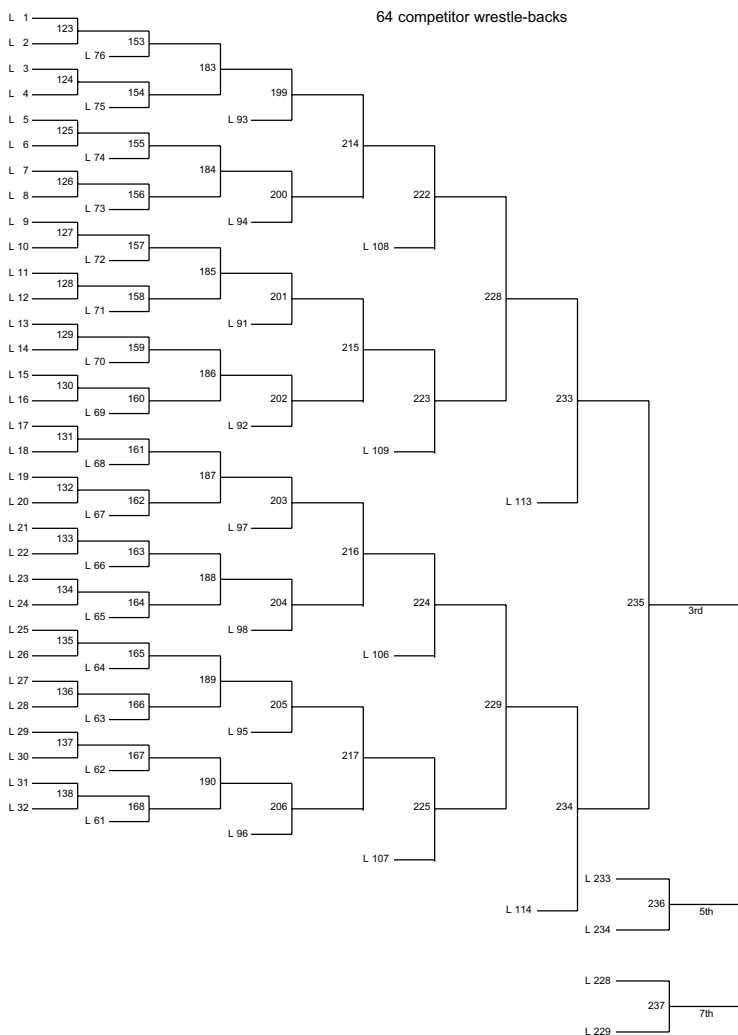 64 competitor wrestle-backs
L 1
123
L 2
153
L 76
183
L 3
124
L 4
154
L 75
199
L 93
L 5
125
L 6
155
L 74
214
L 7
184
126
L 8
156
L 73
200
L 94
222
L 9
127
L 10
157
L 72
L 108
L 11
185
128
L 12
158
L 71
201
L 91
228
L 13
129
L 14
159
L 70
215
L 15
186
130
L 16
160
L 69
202
L 92
223
233
L 17
131
L 18
161
L 68
L 109
L 19
187
132
L 20
162
L 67
203
L 97
L 113
L 21
133
L 22
163
L 66
216
L 23
188
134
L 24
164
L 65
204
L 98
224
235
3rd
L 25
135
L 26
165
L 64
L 106
L 27
189
136
L 28
166
L 63
205
L 95
229
L 29
137
L 30
167
L 62
217
L 31
190
138
L 32
168
L 61
206
L 96
225
234
L 107
L 233
236
5th
L 114
L 234
L 228
237
7th
L 229